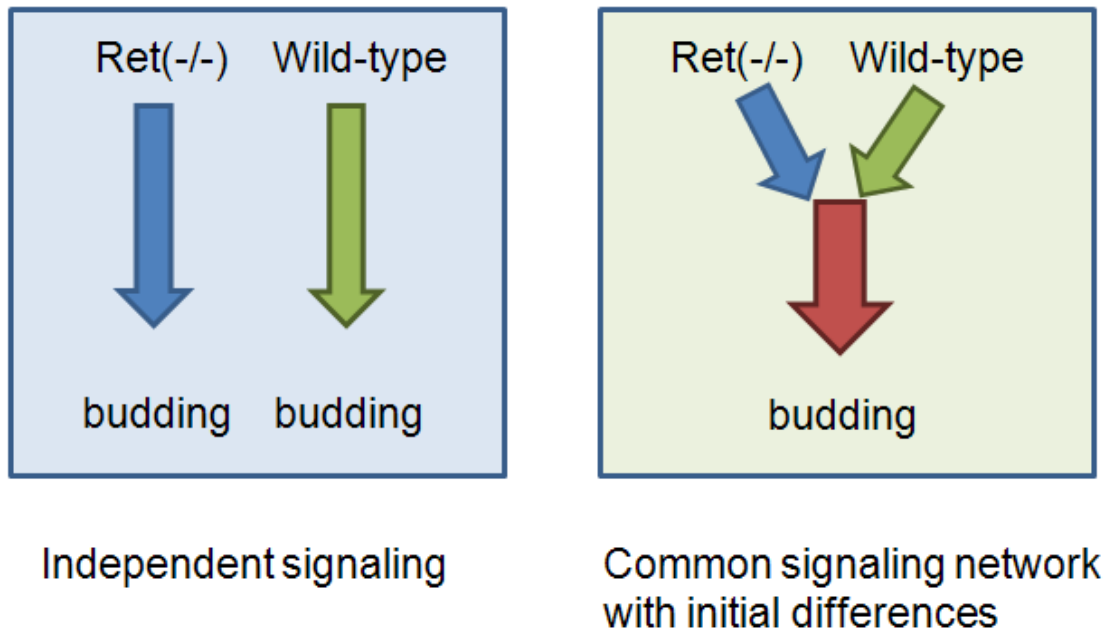 Ret(-/-) Wild-type
budding budding
Independent signaling
Ret(-/-) Wild-type
budding
Common signaling network
with initial differences